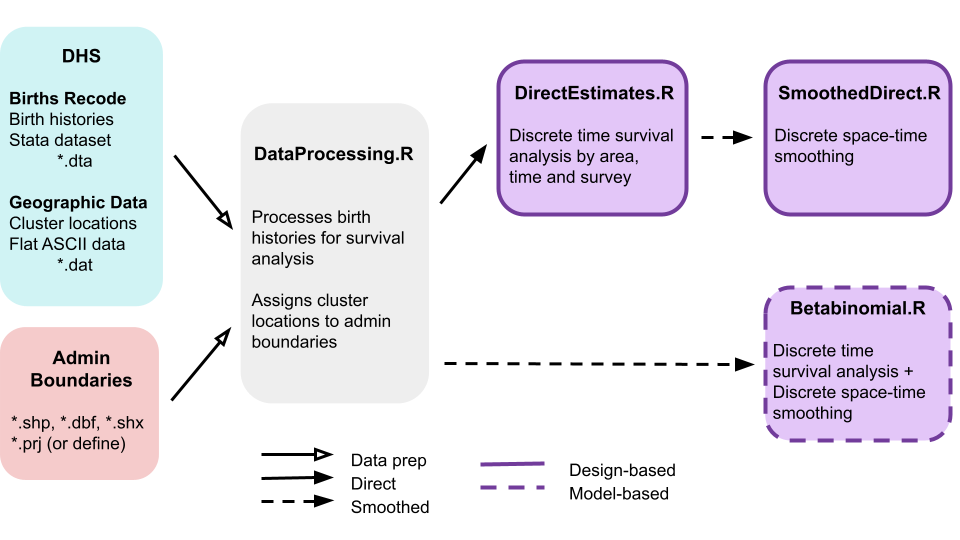 DHS
Births Recode
Birth histories
Stata dataset
*.dta
Geographic Data
Cluster locations
Flat ASCII data
*.dat
Admin
Boundaries
*.shp, *.dbf, *.shx
*.prj (or define)
DataProcessing.R
Processes birth
histories for survival
analysis
Assigns cluster
locations to admin
boundaries
DirectEstimates.R
Discrete time survival
analysis by area,
time and survey
SmoothedDirect.R
Discrete space-time
smoothing
Betabinomial.R
Discrete time
survival analysis +
Discrete space-time
smoothing
Data prep
Direct
Smoothed
Design-based
Model-based